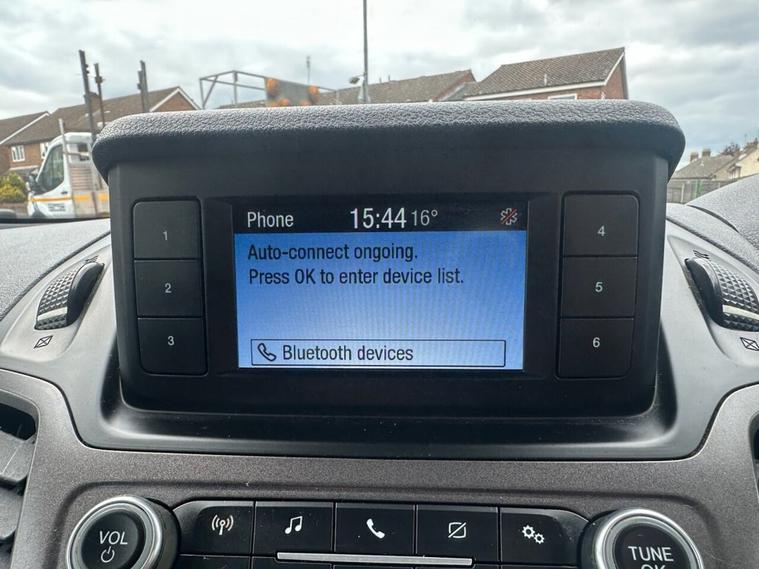 Phone 15:44 16°
Auto-connect ongoing.
Press OK to enter device list.
Bluetooth devices
1
2
3
4
5
6
VOL
TUNE
OK